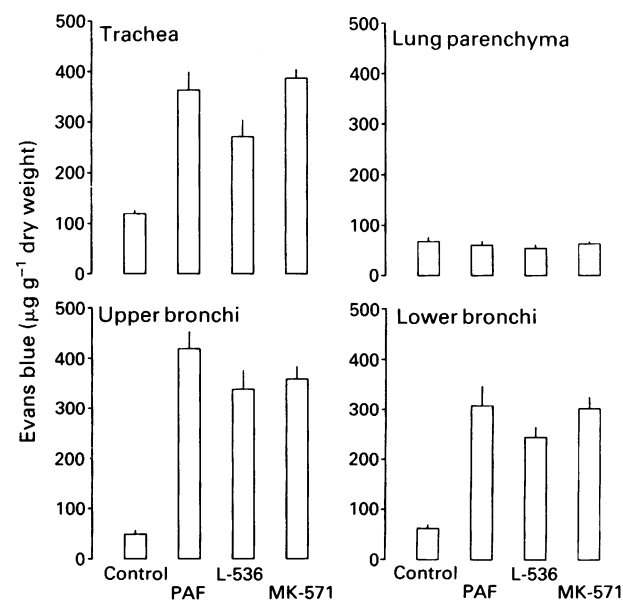 Evans blue (µg g⁻¹ dry weight)
Trachea
500
400
300
200
100
0
Lung parenchyma
500
400
300
200
100
0
Upper bronchi
500
400
300
200
100
0
Control
PAF
L-536
MK-571
Lower bronchi
500
400
300
200
100
0
Control
PAF
L-536
MK-571